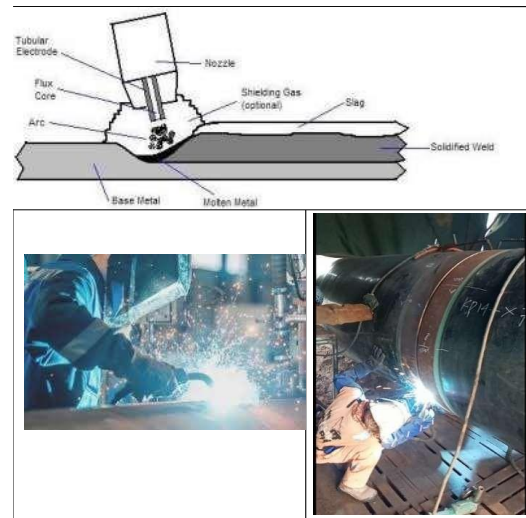 Tubular
Electrode
Nozzle
Flux
Core
Shielding Gas
(optional)
Slag
Arc
Solidified Weld
Base Metal
Molten Metal